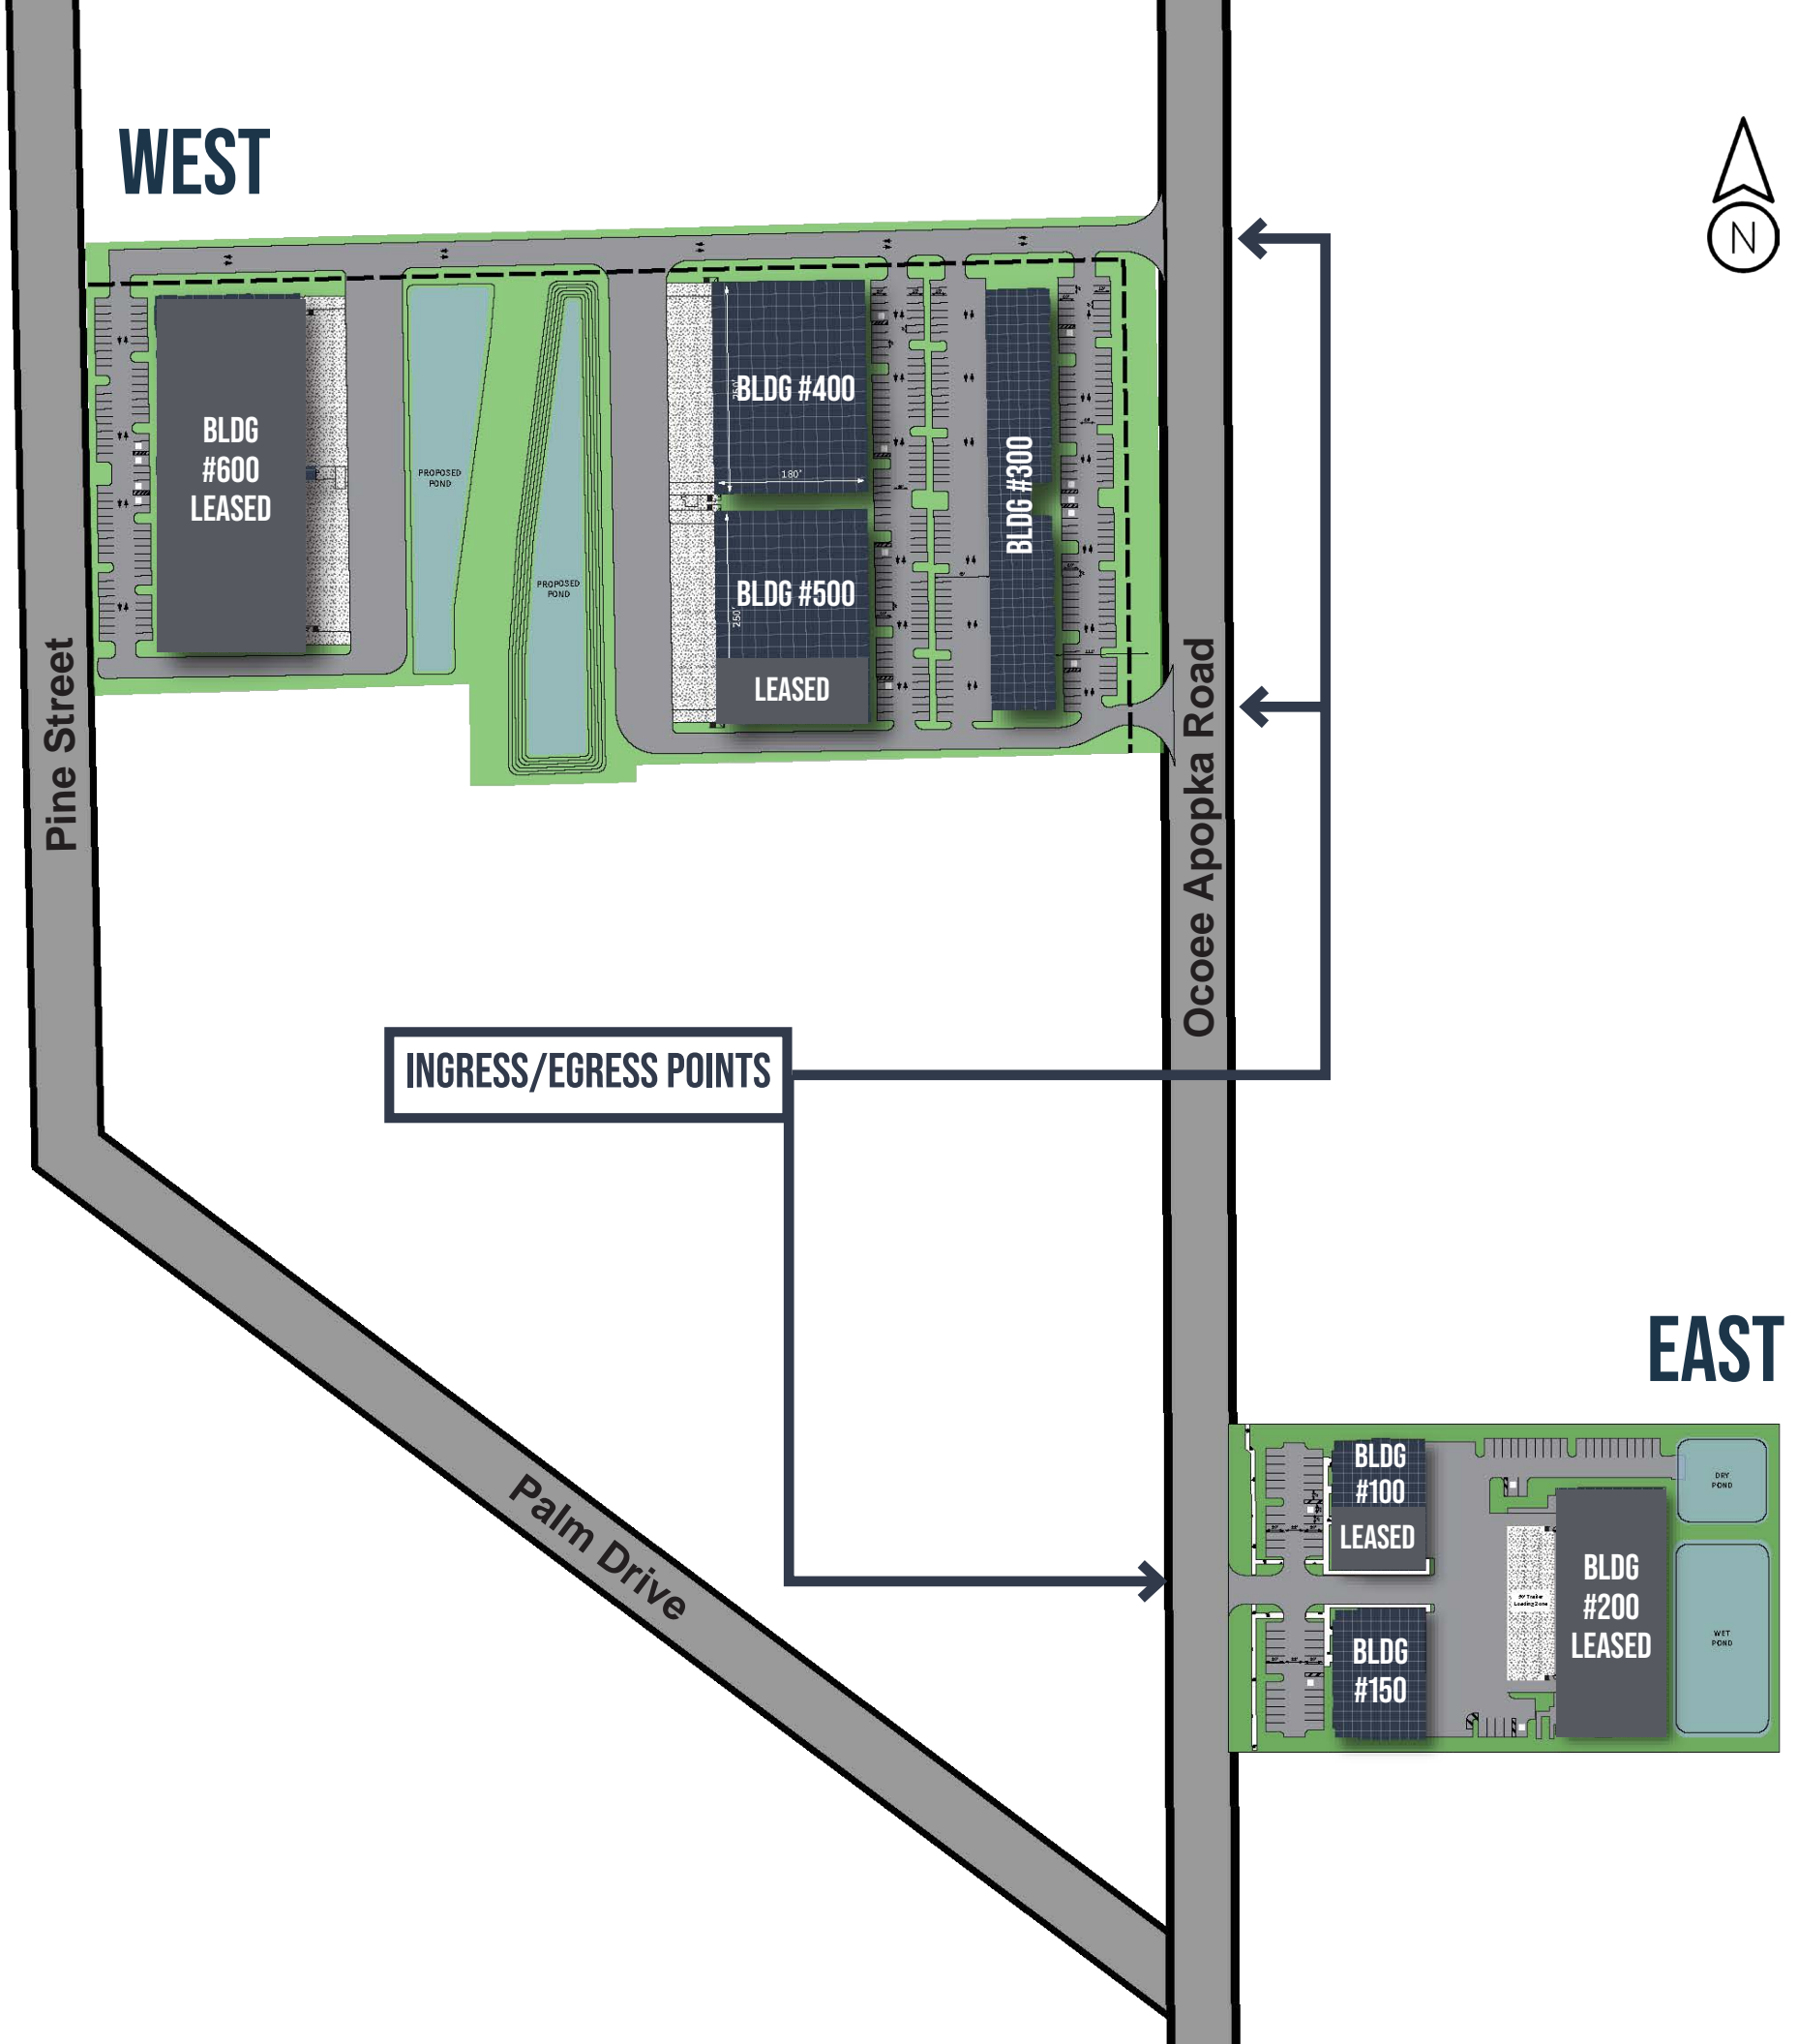 WEST
N
BLDG #400
BLDG
#600
LEASED
PROPOSED
POND
180'
BLDG #300
PROPOSED
POND
BLDG #500
250'
LEASED
Pine Street
Ocoee Apopka Road
INGRESS/EGRESS POINTS
EAST
BLDG
#100
LEASED
DRY
POND
Palm Drive
BLDG
#200
LEASED
WET
POND
BLDG
#150